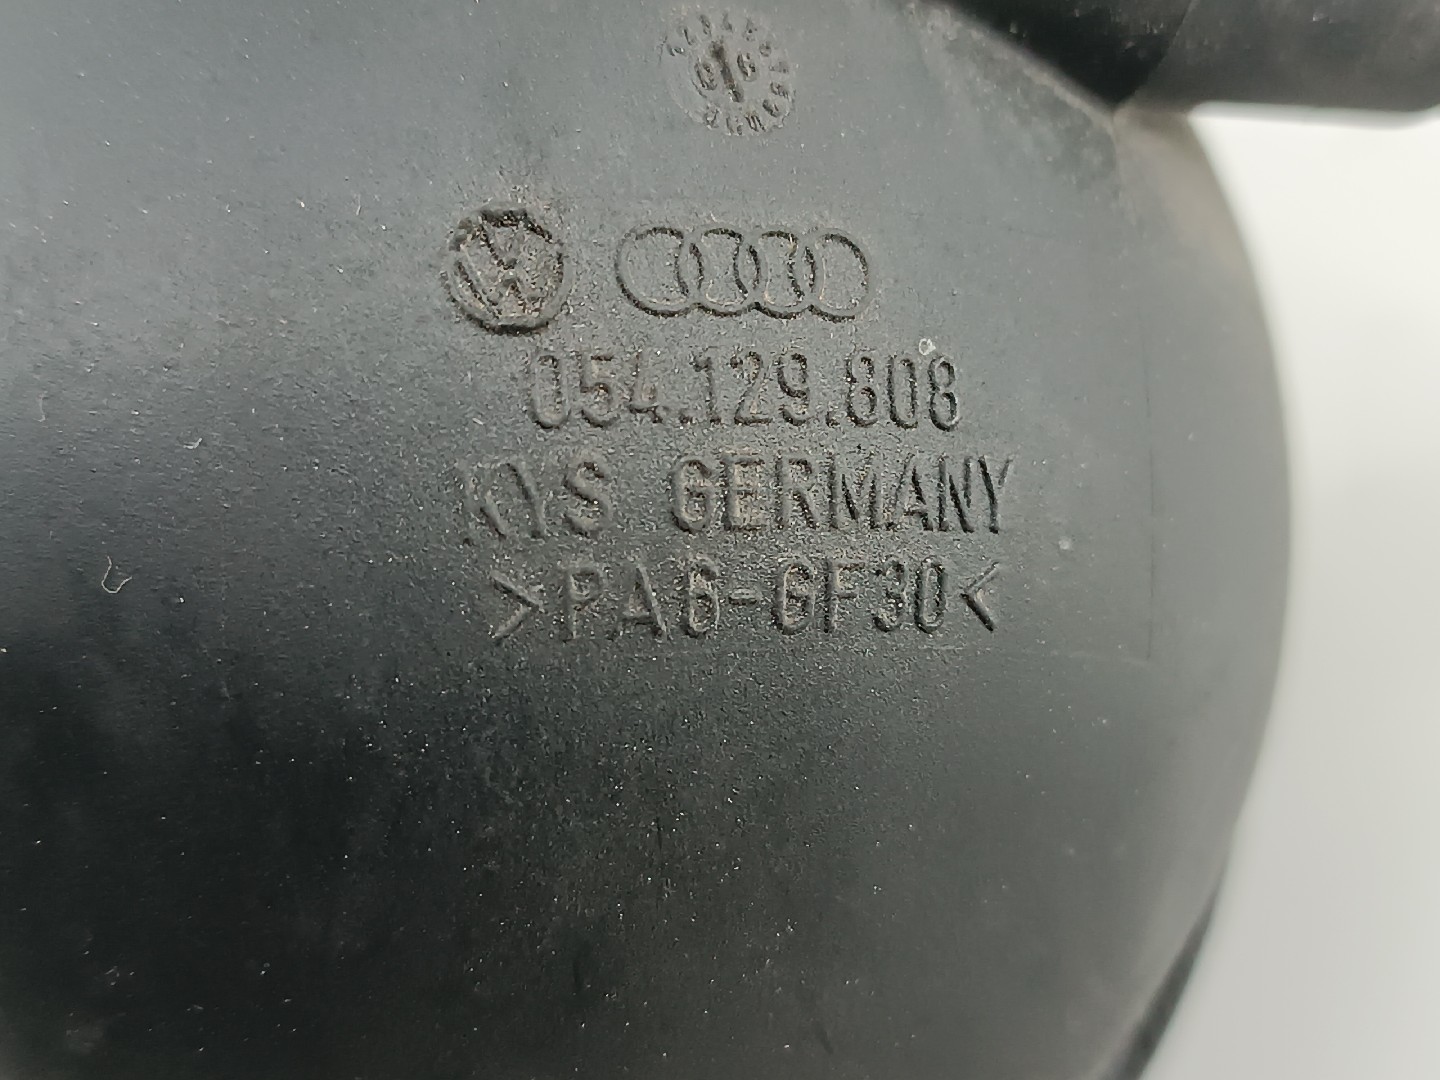 054.129.808
KYS GERMANY
>PA6-GF30<